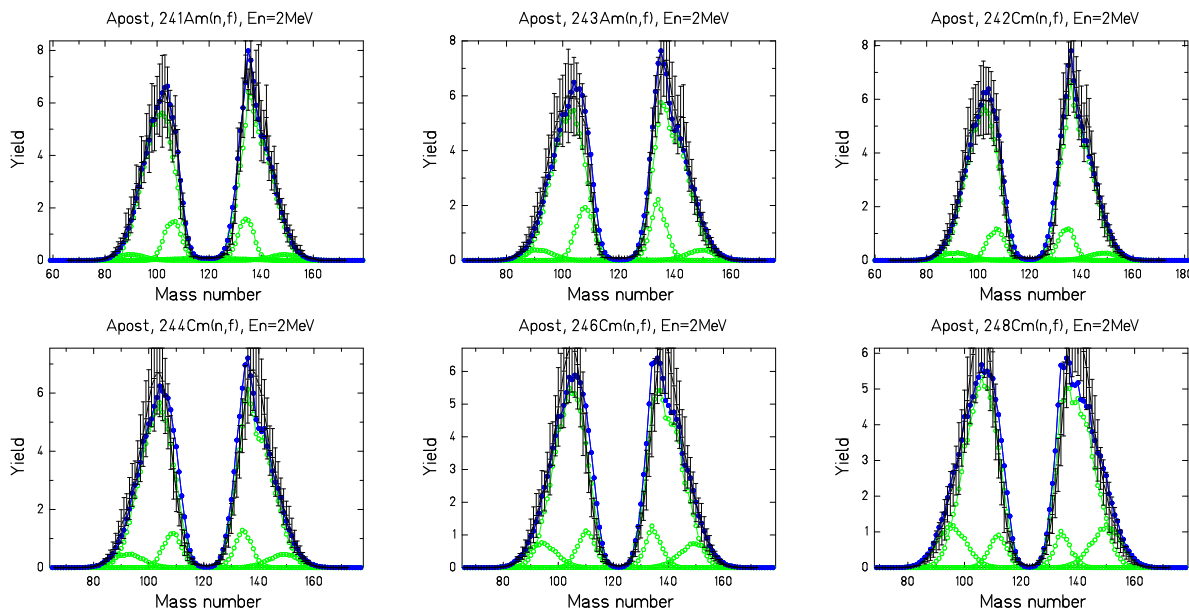 Apost, 241Am(n,f), En=2MeV
Yield
8
6
4
2
0
60 80 100 120 140 160
Mass number
Apost, 243Am(n,f), En=2MeV
Yield
8
6
4
2
0
80 100 120 140 160
Mass number
Apost, 242Cm(n,f), En=2MeV
Yield
8
6
4
2
0
60 80 100 120 140 160 180
Mass number
Apost, 244Cm(n,f), En=2MeV
Yield
6
4
2
0
80 100 120 140 160
Mass number
Apost, 246Cm(n,f), En=2MeV
Yield
6
5
4
3
2
1
0
80 100 120 140 160
Mass number
Apost, 248Cm(n,f), En=2MeV
Yield
6
5
4
3
2
1
0
80 100 120 140 160
Mass number